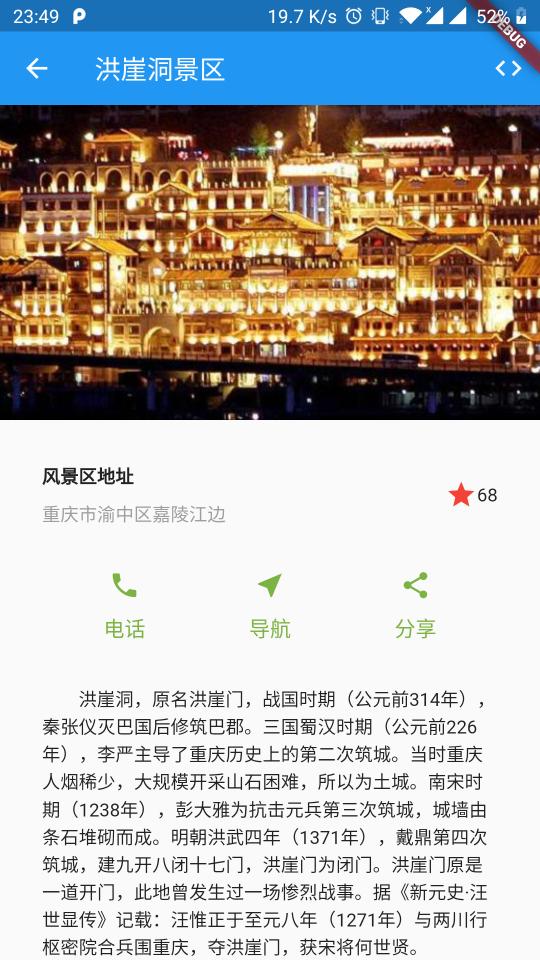 23:49 19.7 K/s 52%
DEBUG
洪崖洞景区
风景区地址
重庆市渝中区嘉陵江边
68
电话 导航 分享
洪崖洞，原名洪崖门，战国时期（公元前314年），
秦张仪灭巴国后修筑巴郡。三国蜀汉时期（公元前226
年），李严主导了重庆历史上的第二次筑城。当时重庆
人烟稀少，大规模开采山石困难，所以为土城。南宋时
期（1238年），彭大雅为抗击元兵第三次筑城，城墙由
条石堆砌而成。明朝洪武四年（1371年），戴鼎第四次
筑城，建九开八闭十七门，洪崖门为闭门。洪崖门原是
一道开门，此地曾发生过一场惨烈战事。据《新元史·汪
世显传》记载：汪惟正于至元八年（1271年）与两川行
枢密院合兵围重庆，夺洪崖门，获宋将何世贤。